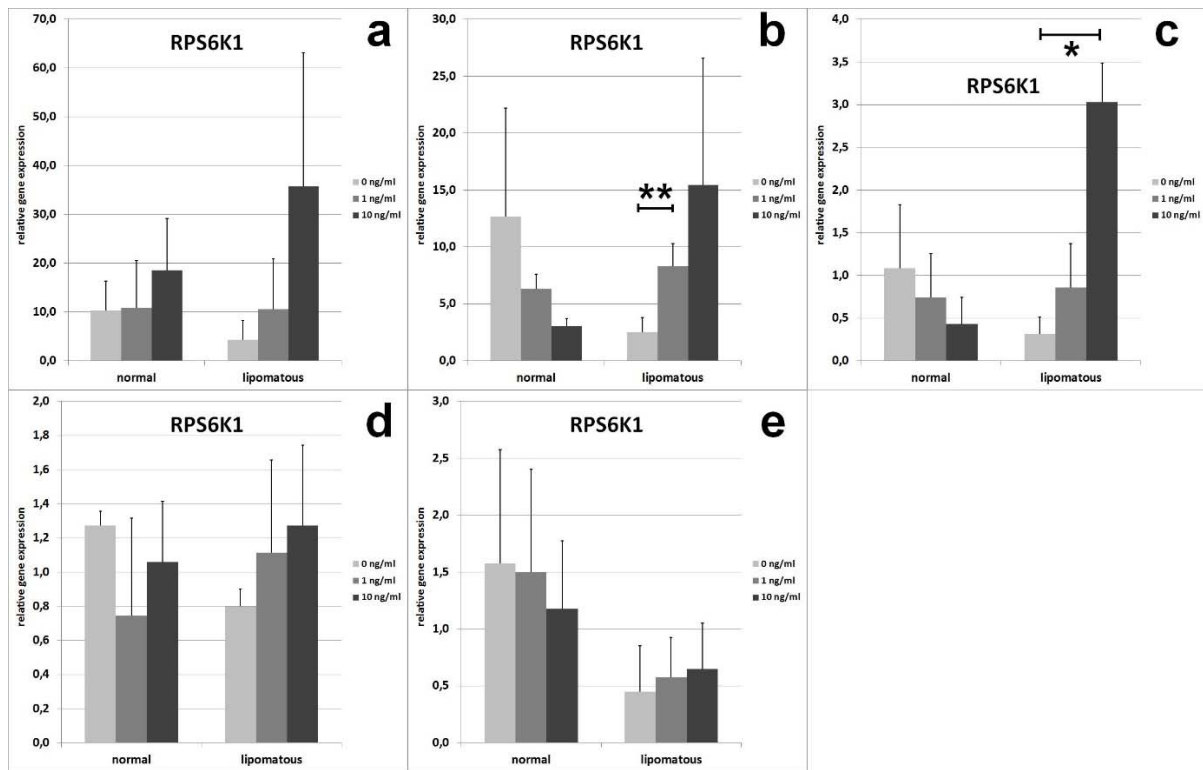 RPS6K1
a
relative gene expression
70,0
60,0
50,0
40,0
30,0
20,0
10,0
0,0
normal lipomatous
0 ng/ml
1 ng/ml
10 ng/ml
RPS6K1
b
relative gene expression
30,0
25,0
20,0
15,0
10,0
5,0
0,0
**
normal lipomatous
0 ng/ml
1 ng/ml
10 ng/ml
RPS6K1
c
relative gene expression
4,0
3,5
3,0
2,5
2,0
1,5
1,0
0,5
0,0
*
normal lipomatous
0 ng/ml
1 ng/ml
10 ng/ml
RPS6K1
d
relative gene expression
2,0
1,8
1,6
1,4
1,2
1,0
0,8
0,6
0,4
0,2
0,0
normal lipomatous
0 ng/ml
1 ng/ml
10 ng/ml
RPS6K1
e
relative gene expression
3,0
2,5
2,0
1,5
1,0
0,5
0,0
normal lipomatous
0 ng/ml
1 ng/ml
10 ng/ml